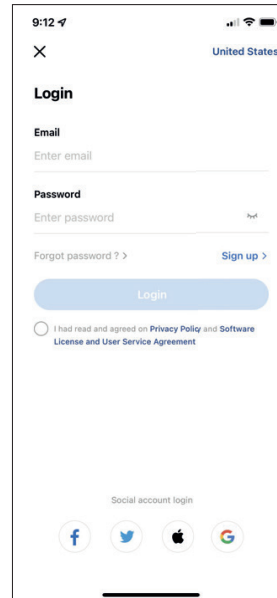 9:12
United States
Login
Email
Enter email
Password
Enter password
Forgot password ? >
Sign up >
Login
I had read and agreed on Privacy Policy and Software
License and User Service Agreement
Social account login